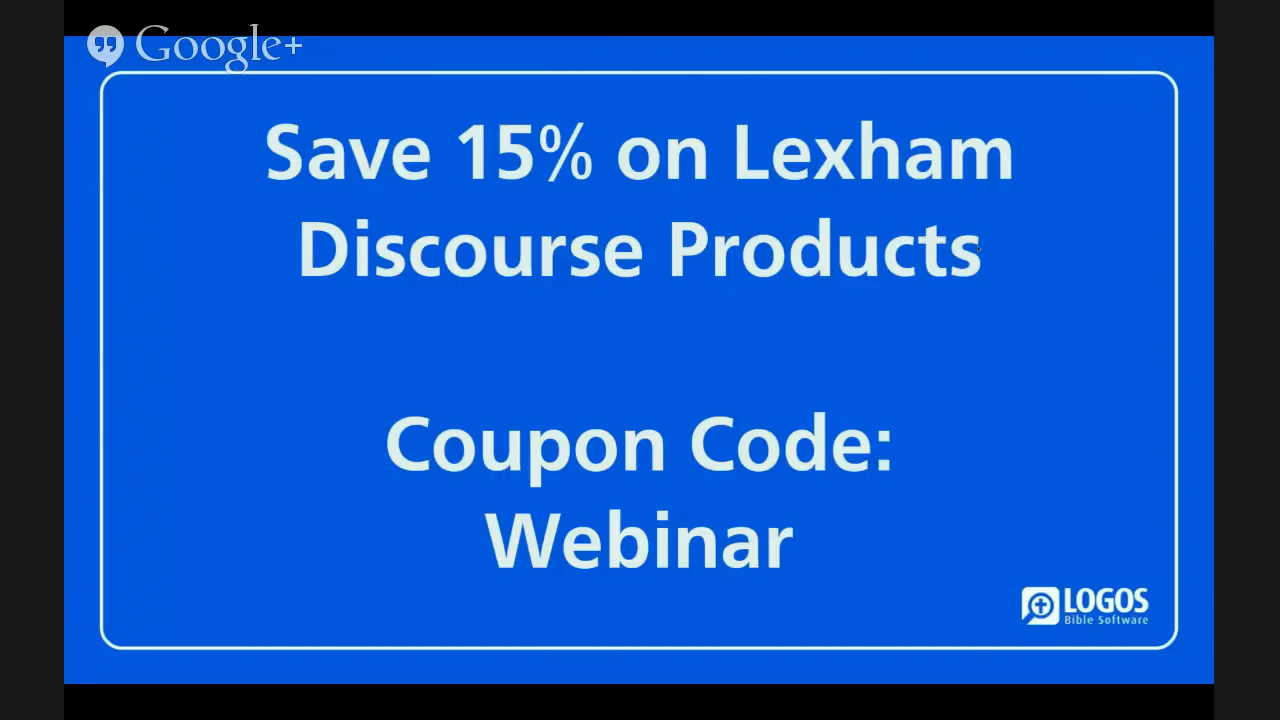 Google+
Save 15% on Lexham
Discourse Products
Coupon Code:
Webinar
LOGOS
Bible Software